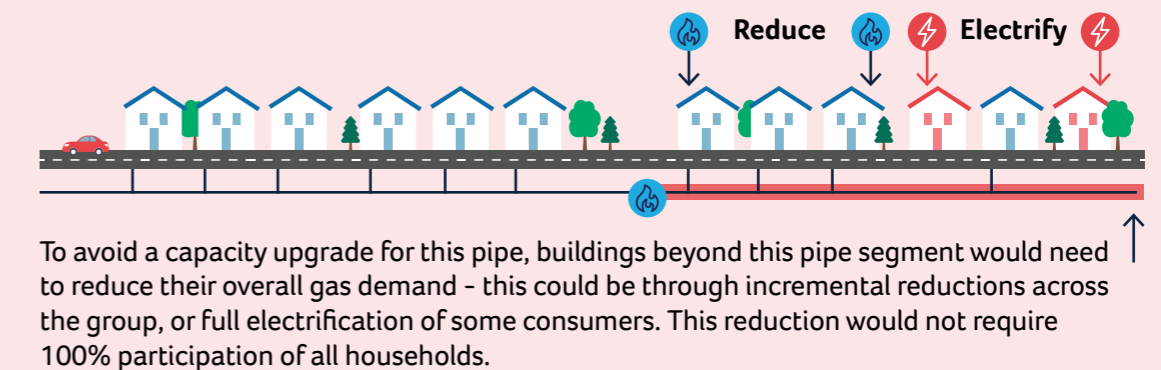 Reduce
Electrify
To avoid a capacity upgrade for this pipe, buildings beyond this pipe segment would need
to reduce their overall gas demand - this could be through incremental reductions across
the group, or full electrification of some consumers. This reduction would not require
100% participation of all households.